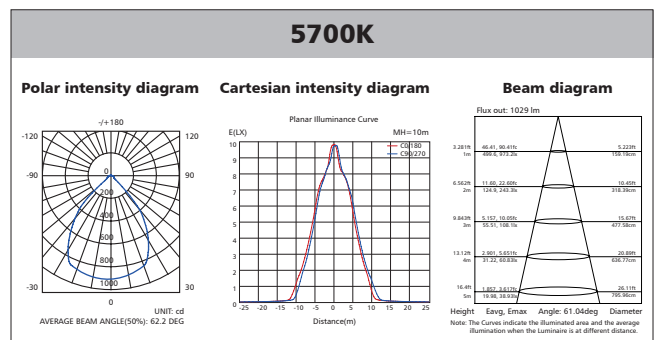 5700K
Polar intensity diagram
Cartesian intensity diagram
Beam diagram
-/+180
-120
120
-90
90
0
200
400
600
800
1000
-30
30
0
UNIT: cd
AVERAGE BEAM ANGLE(50%): 62.2 DEG
Planar Illuminance Curve
E(LX)
MH=10m
C0/180
C90/270
10
9
8
7
6
5
4
3
2
1
0
-25 -20 -15 -10 -5 0 5 10 15 20 25
Distance(m)
Flux out: 1029 lm
3.281ft 46.41, 90.41fc 5.223ft
1m 499.6, 973.2lx 159.19cm
6.562ft 11.60, 22.60fc 10.45ft
2m 124.9, 243.3lx 318.39cm
9.843ft 5.157, 10.05fc 15.67ft
3m 55.51, 108.1lx 477.58cm
13.12ft 2.901, 5.651fc 20.89ft
4m 31.22, 60.83lx 636.77cm
16.4ft 1.857, 3.617fc 26.11ft
5m 19.98, 38.93lx 795.96cm
Height Eavg, Emax Angle: 61.04deg Diameter
Note: The Curves indicate the illuminated area and the average
illumination when the Luminaire is at different distance.